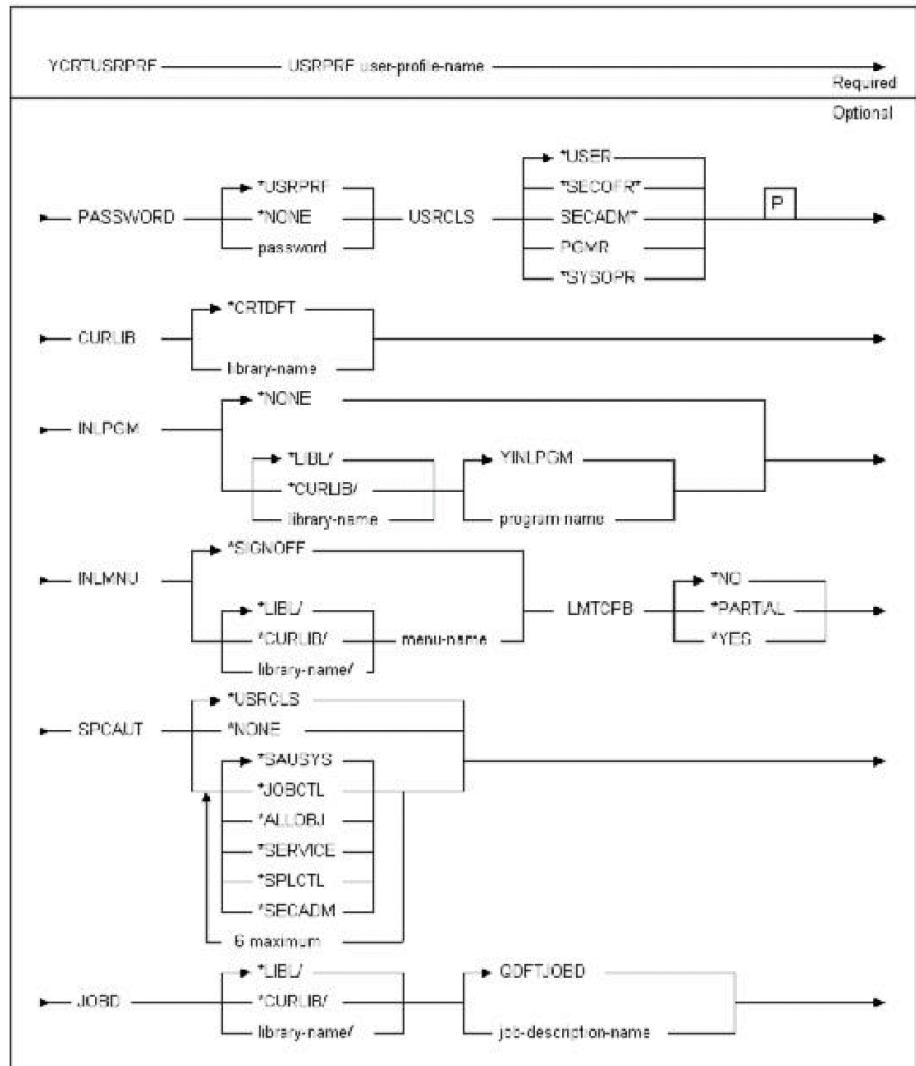 YCRTUSRPRF USRPRF user-profile-name
Required
Optional
*USER
*USRPRF
*SECOFR*
P
PASSWORD *NONE USRCLS SECADM*
password
PGMR
*SYSOPR
*CRTDFT
CURLIB
library-name
*NONE
INLPGM
*LIBL/ YINLPGM
*CURLIB/
library-name program-name
*SIGNOFF
INLMNU
*NO
*LIBL/
LMTCPB *PARTIAL
*CURLIB/ menu-name
*YES
library-name/
*USRCLS
SPCAUT *NONE
*SAUSYS
*JOBCTL
*ALLOBJ
*SERVICE
*SPLCTL
*SECADM
6 maximum
*LIBL/ QDFTJOBD
JOBD *CURLIB/
library-name/ job-description-name